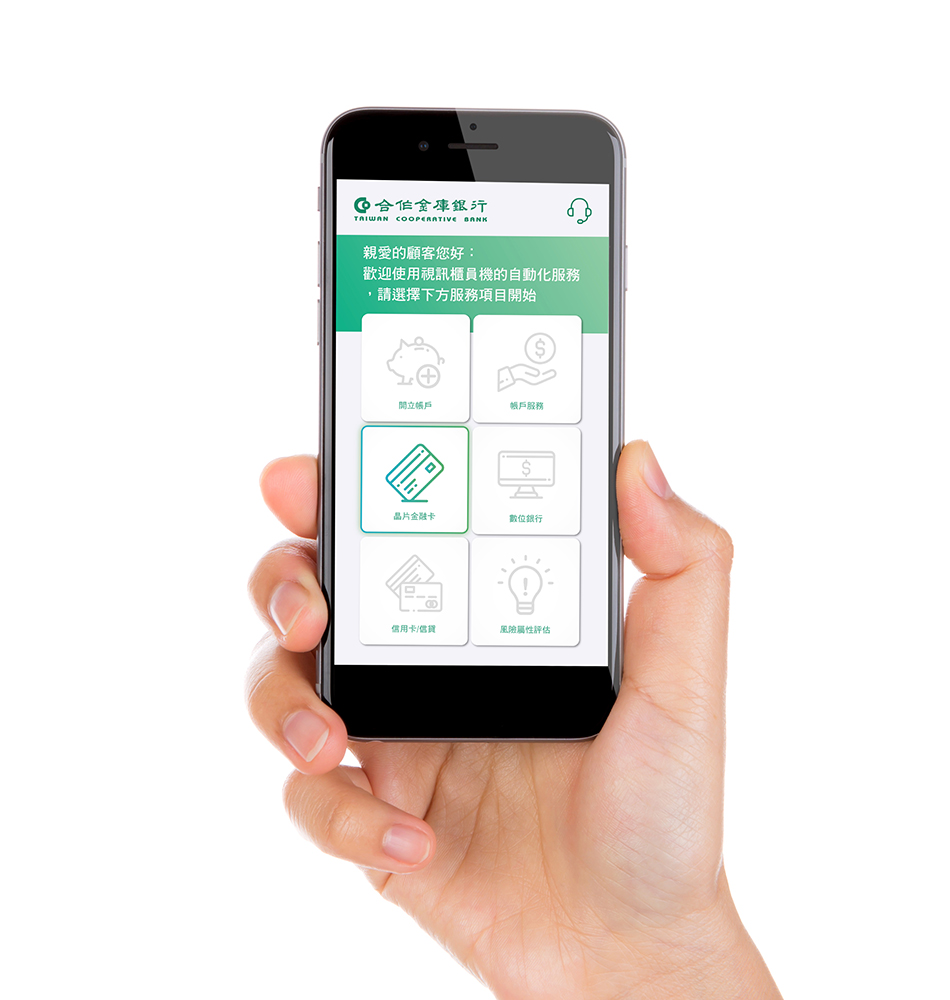 合作金庫銀行
TAIWAN COOPERATIVE BANK
親愛的顧客您好：
歡迎使用視訊櫃員機的自動化服務
，請選擇下方服務項目開始
開立帳戶
帳戶服務
晶片金融卡
數位銀行
信用卡/信貸
風險屬性評估